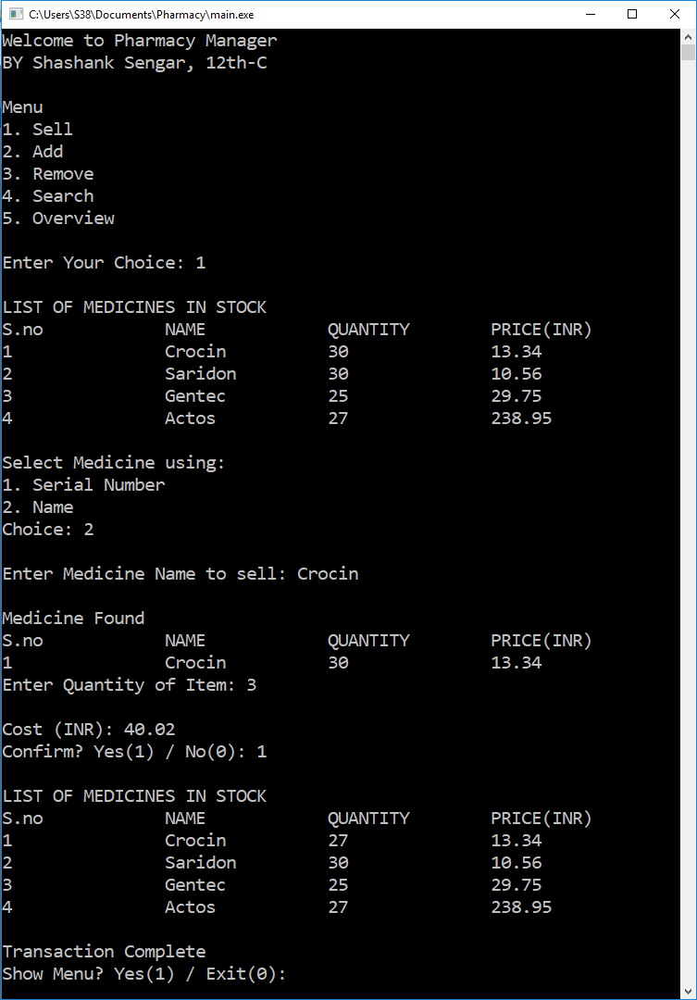 C:\Users\S38\Documents\Pharmacy\main.exe
Welcome to Pharmacy Manager
BY Shashank Sengar, 12th-C
Menu
1. Sell
2. Add
3. Remove
4. Search
5. Overview
Enter Your Choice: 1
LIST OF MEDICINES IN STOCK
S.no NAME QUANTITY PRICE(INR)
1 Crocin 30 13.34
2 Saridon 30 10.56
3 Gentec 25 29.75
4 Actos 27 238.95
Select Medicine using:
1. Serial Number
2. Name
Choice: 2
Enter Medicine Name to sell: Crocin
Medicine Found
S.no NAME QUANTITY PRICE(INR)
1 Crocin 30 13.34
Enter Quantity of Item: 3
Cost (INR): 40.02
Confirm? Yes(1) / No(0): 1
LIST OF MEDICINES IN STOCK
S.no NAME QUANTITY PRICE(INR)
1 Crocin 27 13.34
2 Saridon 30 10.56
3 Gentec 25 29.75
4 Actos 27 238.95
Transaction Complete
Show Menu? Yes(1) / Exit(0):